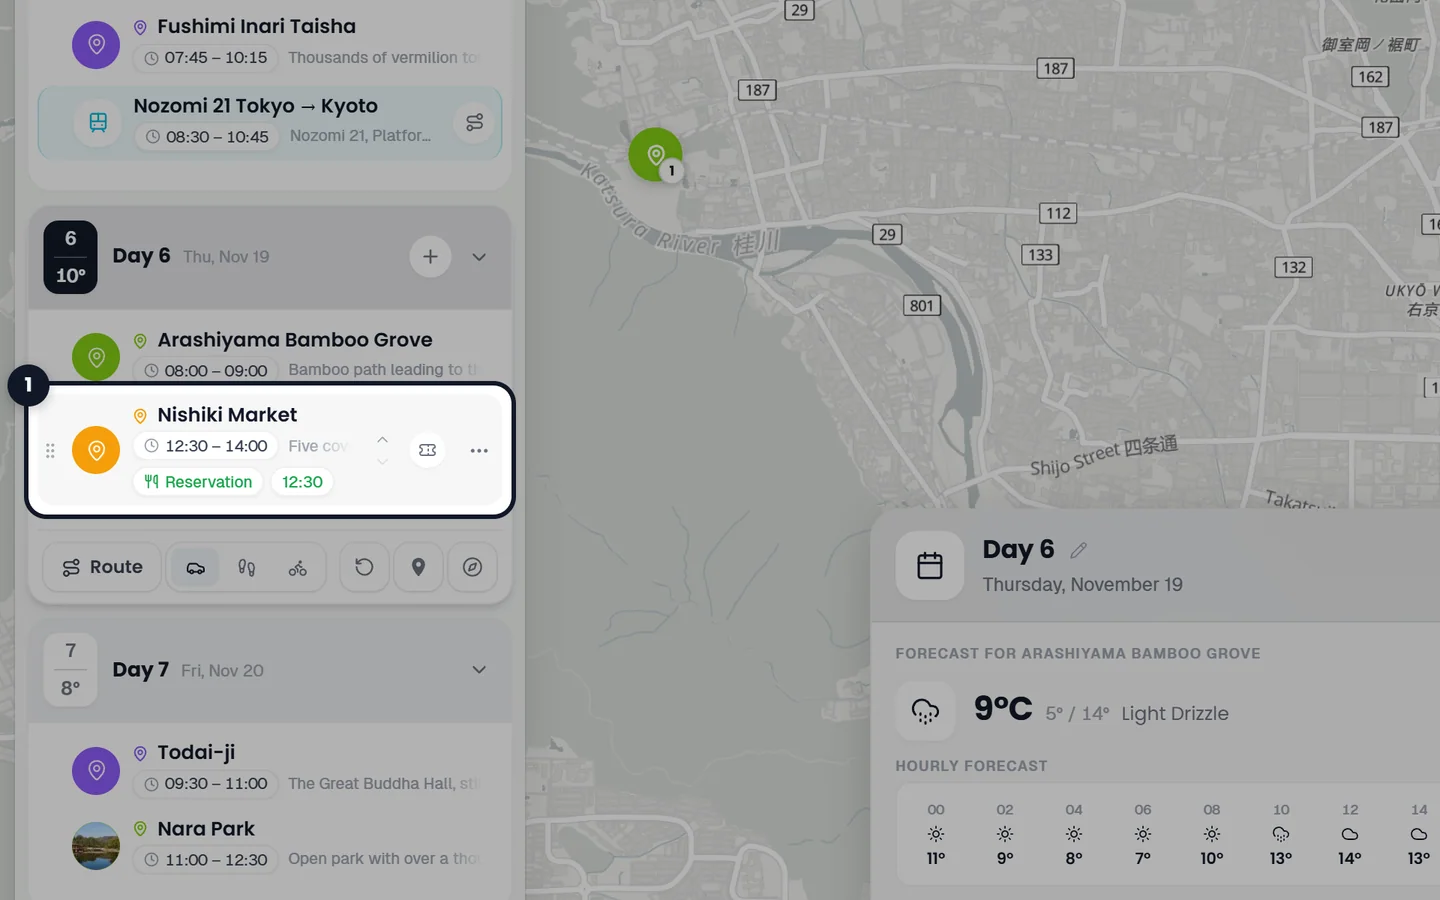 Fushimi Inari Taisha
07:45 – 10:15 Thousands of vermilion
Nozomi 21 Tokyo → Kyoto
08:30 – 10:45 Nozomi 21, Platfor...
6
10°
Day 6 Thu, Nov 19
Arashiyama Bamboo Grove
08:00 – 09:00 Bamboo path leading to
1
Nishiki Market
12:30 – 14:00 Five
Reservation 12:30
Route
7
8°
Day 7 Fri, Nov 20
Todai-ji
09:30 – 11:00 The Great Buddha Hall,
Nara Park
11:00 – 12:30 Open park with over a
29
御室岡ノ裾町
187
162
187
187
1
Katsura River 桂川
112
29
133
132
801
UKYŌ
右京
Shijo Street 四条通
Day 6
Thursday, November 19
FORECAST FOR ARASHIYAMA BAMBOO GROVE
9°C 5° / 14° Light Drizzle
HOURLY FORECAST
00 02 04 06 08 10 12 14
11° 9° 8° 7° 10° 13° 14° 13°